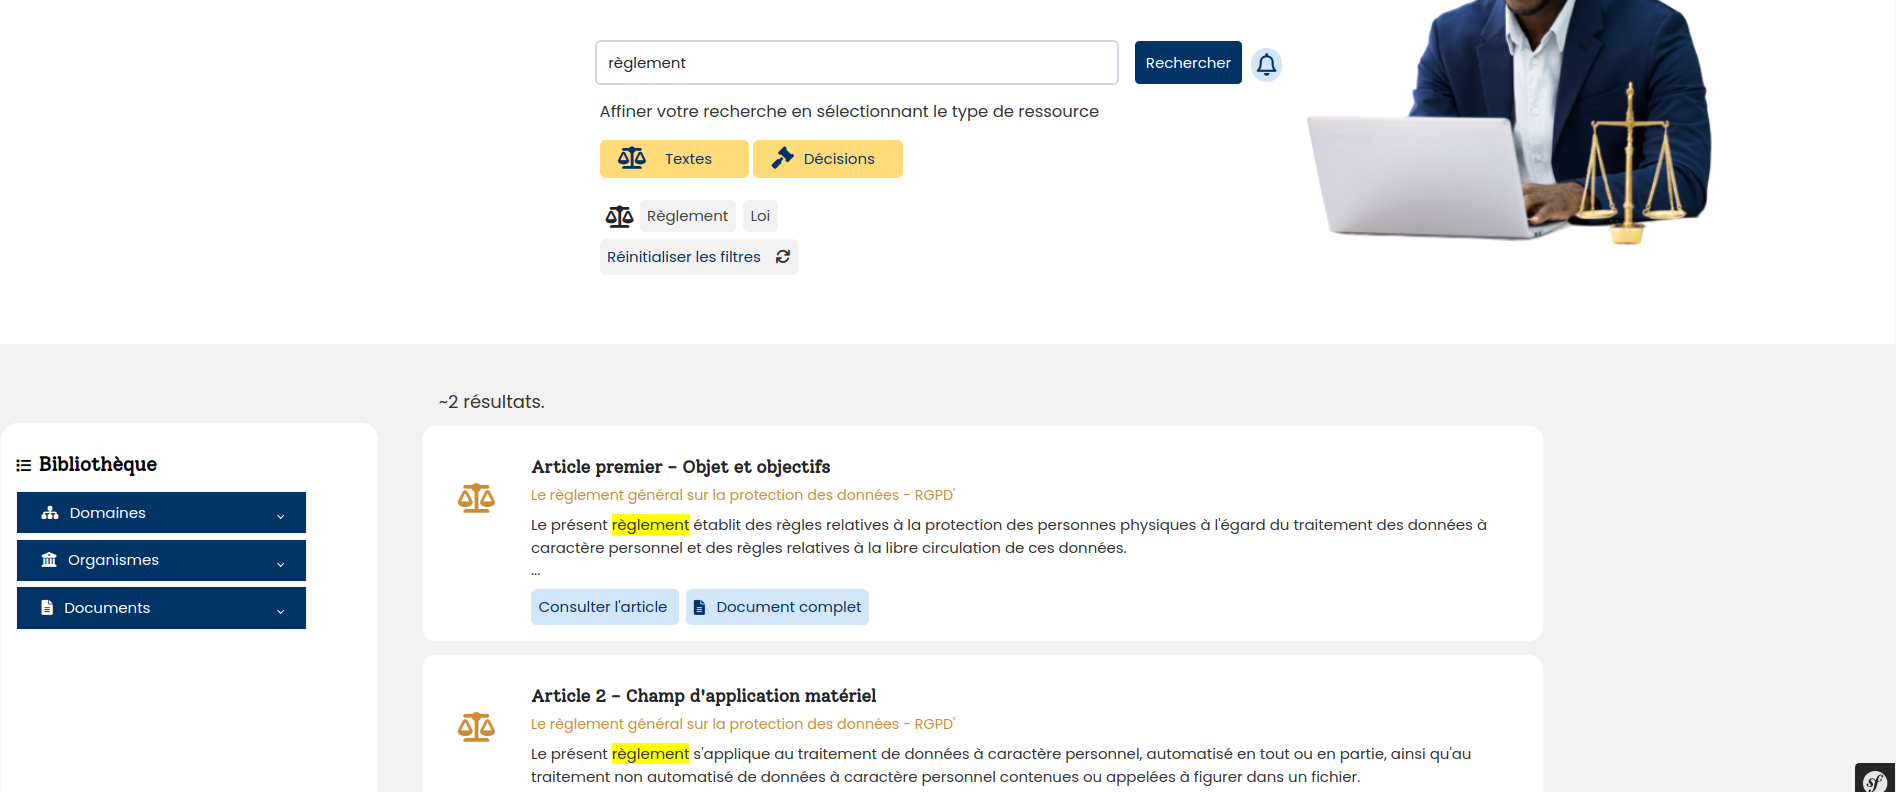 règlement
Rechercher
Affiner votre recherche en sélectionnant le type de ressource
Textes
Décisions
Règlement
Loi
Réinitialiser les filtres
~2 résultats.
Bibliothèque
Domaines
Organismes
Documents
Article premier - Objet et objectifs
Le règlement général sur la protection des données - RGPD'
Le présent règlement établit des règles relatives à la protection des personnes physiques à l'égard du traitement des données à
caractère personnel et des règles relatives à la libre circulation de ces données.
...
Consulter l'article
Document complet
Article 2 - Champ d'application matériel
Le règlement général sur la protection des données - RGPD'
Le présent règlement s'applique au traitement de données à caractère personnel, automatisé en tout ou en partie, ainsi qu'au
traitement non automatisé de données à caractère personnel contenues ou appelées à figurer dans un fichier.
sf